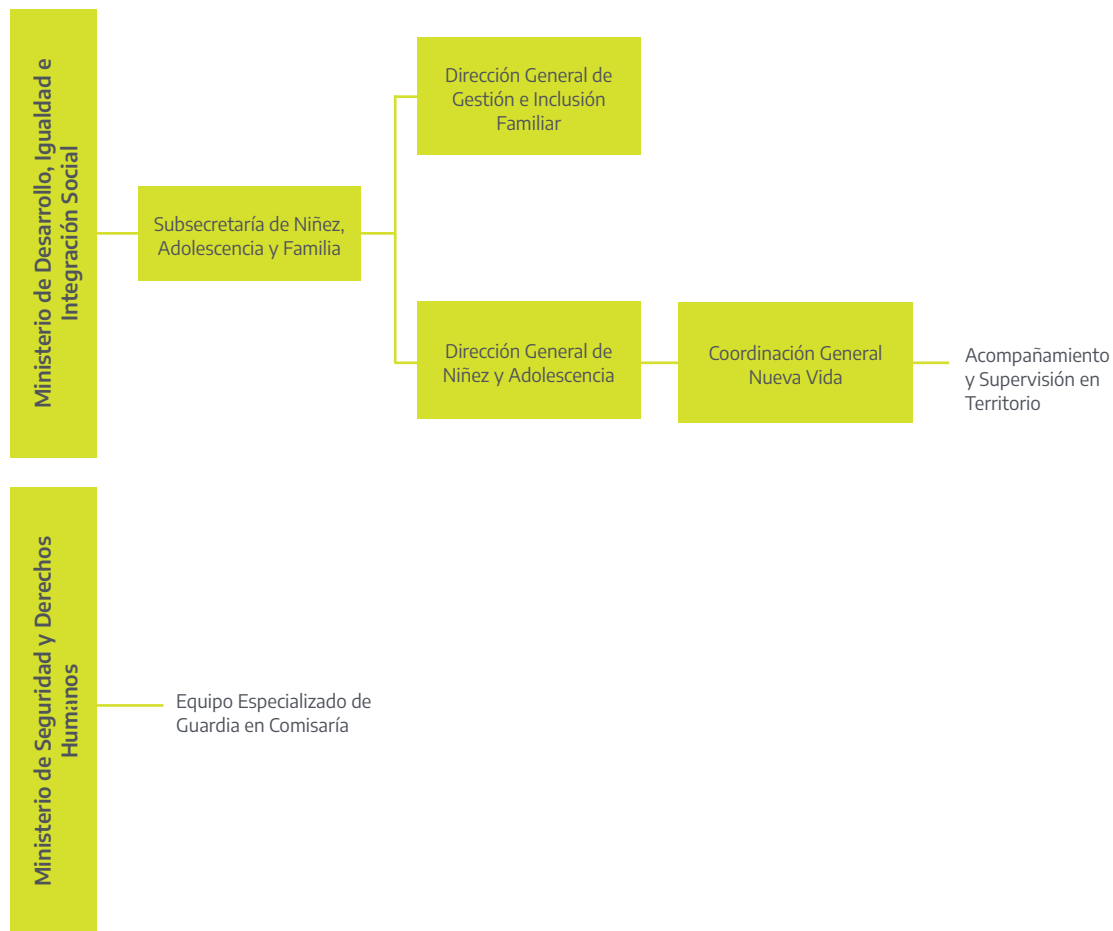 Ministerio de Desarrollo, Igualdad e
Integración Social
Subsecretaría de Niñez,
Adolescencia y Familia
Dirección General de
Gestión e Inclusión
Familiar
Dirección General de
Niñez y Adolescencia
Coordinación General
Nueva Vida
Acompañamiento
y Supervisión en
Territorio
Ministerio de Seguridad y Derechos
Humanos
Equipo Especializado de
Guardia en Comisaría